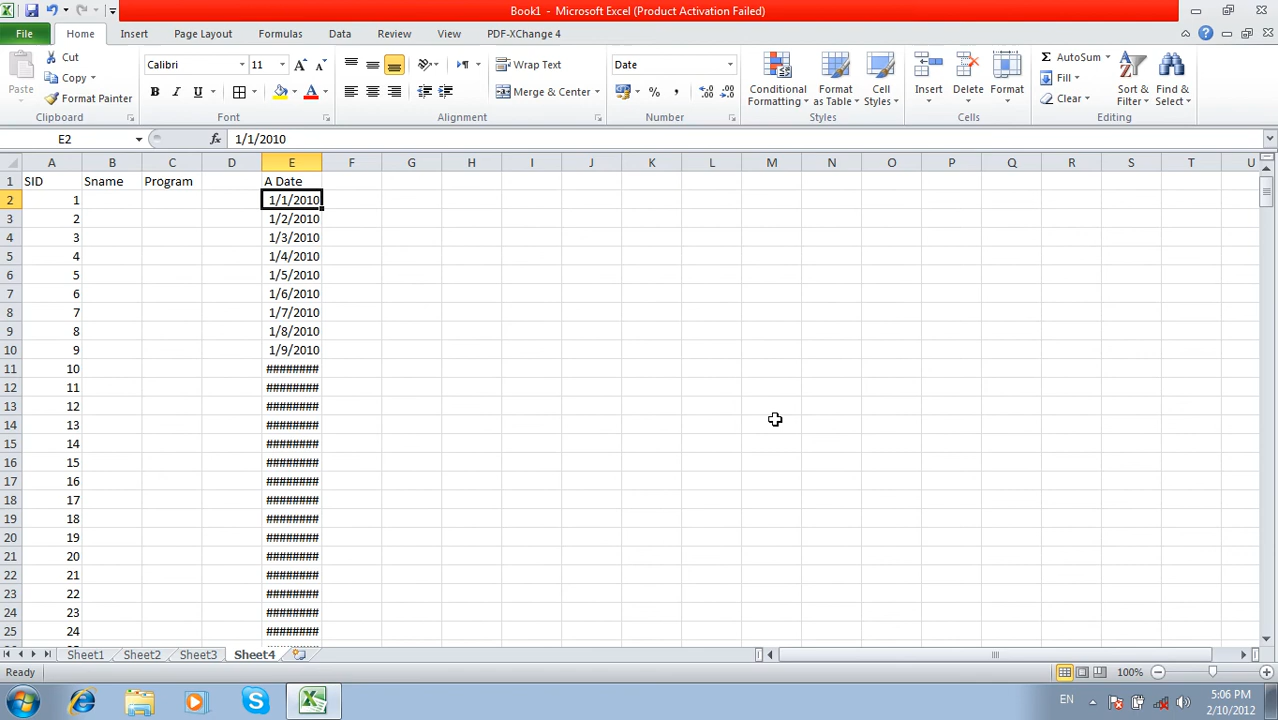 Book1 - Microsoft Excel (Product Activation Failed)
File Home Insert Page Layout Formulas Data Review View PDF-XChange 4
Paste
Cut
Copy
Format Painter
Clipboard
Calibri 11
B I U
Font
Wrap Text
Merge & Center
Alignment
Date
Number
Conditional Formatting
Format as Table
Cell Styles
Styles
Insert Delete Format
Cells
AutoSum
Fill
Clear
Sort & Filter
Find & Select
Editing
E2 fx 1/1/2010
A B C D E F G H I J K L M N O P Q R S T U
1 SID Sname Program A Date
2 1 1/1/2010
3 2 1/2/2010
4 3 1/3/2010
5 4 1/4/2010
6 5 1/5/2010
7 6 1/6/2010
8 7 1/7/2010
9 8 1/8/2010
10 9 1/9/2010
11 10 ########
12 11 ########
13 12 ########
14 13 ########
15 14 ########
16 15 ########
17 16 ########
18 17 ########
19 18 ########
20 19 ########
21 20 ########
22 21 ########
23 22 ########
24 23 ########
25 24 ########
Sheet1 Sheet2 Sheet3 Sheet4
Ready 100%
EN 5:06 PM
2/10/2012